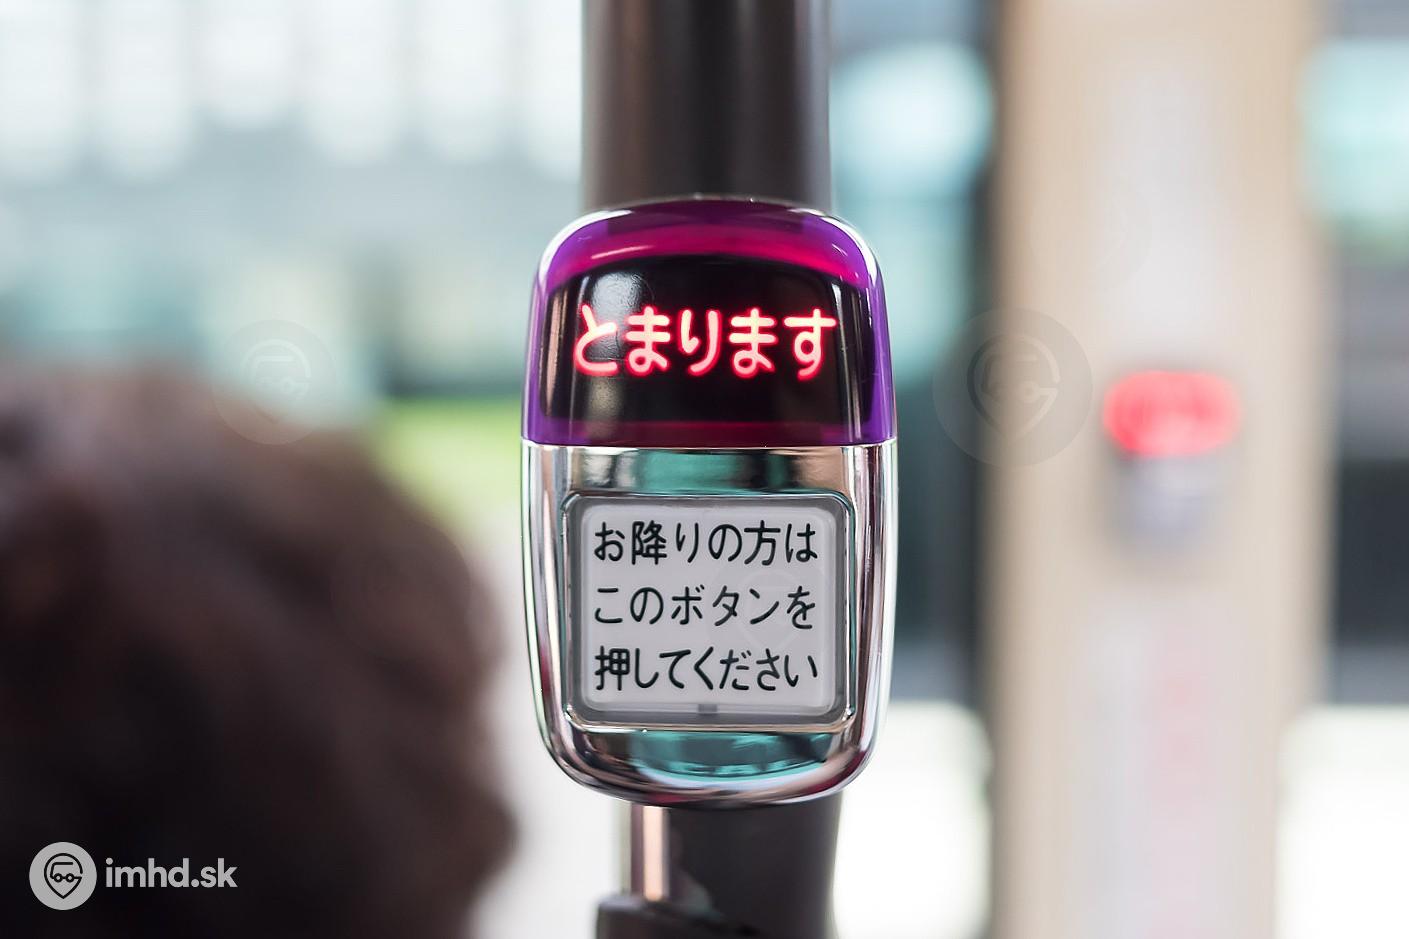 とまります
お降りの方は
このボタンを
押してください
imhd.sk